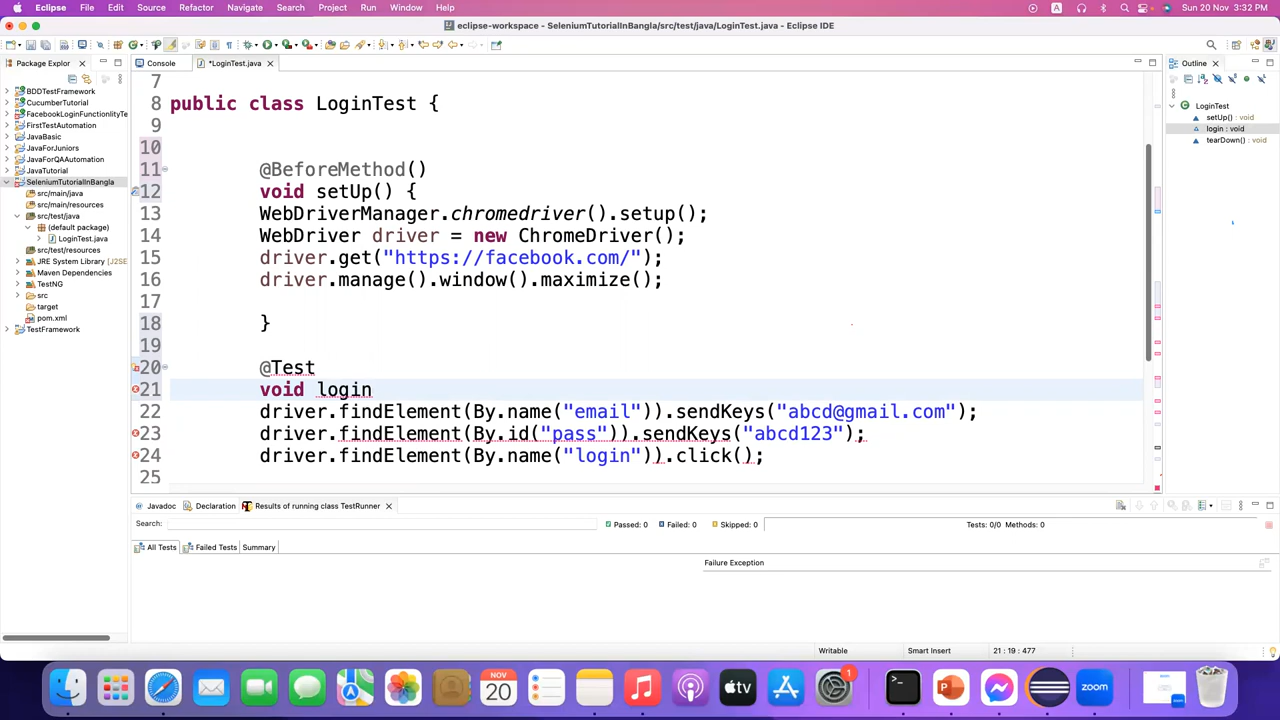 Eclipse File Edit Source Refactor Navigate Search Project Run Window Help
Sun 20 Nov 3:32 PM
eclipse-workspace - SeleniumTutorialInBangla/src/test/java/LoginTest.java - Eclipse IDE
Package Explor
Console
*LoginTest.java
Outline
BDDTestFramework
CucumberTutorial
FacebookLoginFunctionlityTe
FirstTestAutomation
JavaBasic
JavaForJuniors
JavaForQAAutomation
JavaTutorial
SeleniumTutorialInBangla
src/main/java
src/main/resources
src/test/java
(default package)
LoginTest.java
src/test/resources
JRE System Library [J2SE
Maven Dependencies
TestNG
src
target
pom.xml
TestFramework
7
8 public class LoginTest {
9
10
11 @BeforeMethod()
12 void setUp() {
13 WebDriverManager.chromedriver().setup();
14 WebDriver driver = new ChromeDriver();
15 driver.get("https://facebook.com/");
16 driver.manage().window().maximize();
17
18 }
19
20 @Test
21 void login
22 driver.findElement(By.name("email")).sendKeys("abcd@gmail.com");
23 driver.findElement(By.id("pass")).sendKeys("abcd123");
24 driver.findElement(By.name("login")).click();
25
LoginTest
setUp() : void
login : void
tearDown() : void
Javadoc
Declaration
Results of running class TestRunner
Search:
Passed: 0
Failed: 0
Skipped: 0
Tests: 0/0 Methods: 0
All Tests
Failed Tests
Summary
Failure Exception
Writable
Smart Insert
21 : 19 : 477
NOV
20
tv
1
zoom